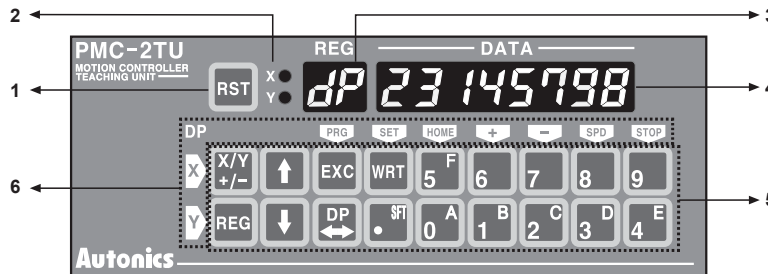 2 3
PMC-2TU REG DATA
MOTION CONTROLLER
TEACHING UNIT
1 RST X Y dP 23145798 4
DP PRG SET HOME + - SPD STOP
6 X X/Y +/- ↑ EXC WRT 5 F 6 7 8 9
5
Y REG ↓ DP ↔ • SFT 0 A 1 B 2 C 3 D 4 E
Autonics